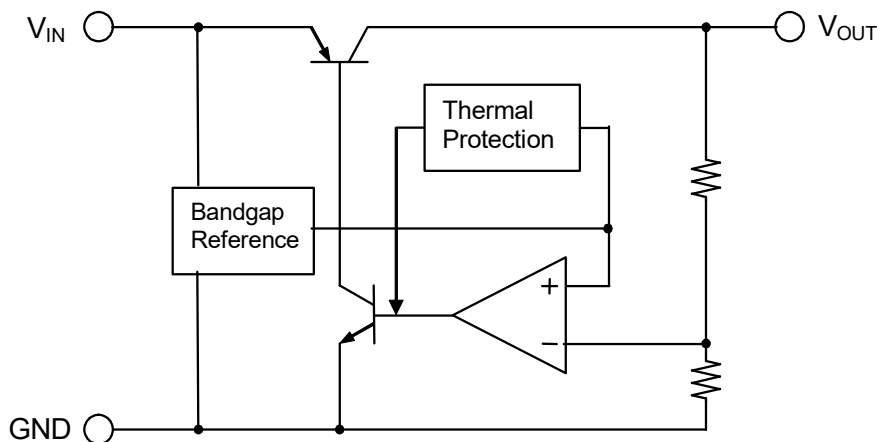 VIN
VOUT
Thermal
Protection
Bandgap
Reference
+
−
GND